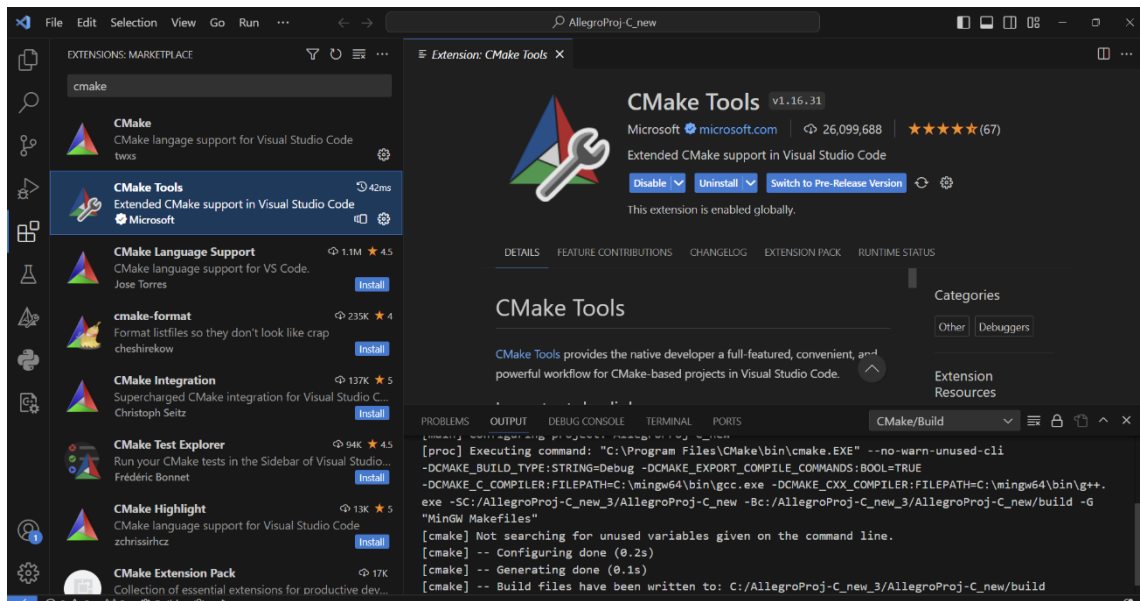 File Edit Selection View Go Run ··· AllegroProj-C_new
EXTENSIONS: MARKETPLACE
cmake
CMake
CMake langage support for Visual Studio Code
twxs
CMake Tools 42ms
Extended CMake support in Visual Studio Code
Microsoft
CMake Language Support 1.1M ★ 4.5
CMake language support for VS Code.
Jose Torres Install
cmake-format 235K ★ 4
Format listfiles so they don't look like crap
cheshirekow Install
CMake Integration 137K ★ 5
Supercharged CMake integration for Visual Studio C...
Christoph Seitz Install
CMake Test Explorer 94K ★ 4.5
Run your CMake tests in the Sidebar of Visual Studio...
Frédéric Bonnet Install
CMake Highlight 13K ★ 5
CMake language support for Visual Studio Code
zchrissirhcz Install
CMake Extension Pack 17K
Collection of essential extensions for productive dev...
1
Extension: CMake Tools
CMake Tools v1.16.31
Microsoft microsoft.com 26,099,688 (67)
Extended CMake support in Visual Studio Code
Disable Uninstall Switch to Pre-Release Version
This extension is enabled globally.
DETAILS FEATURE CONTRIBUTIONS CHANGELOG EXTENSION PACK RUNTIME STATUS
CMake Tools
CMake Tools provides the native developer a full-featured, convenient, and
powerful workflow for CMake-based projects in Visual Studio Code.
Categories
Other Debuggers
Extension
Resources
PROBLEMS OUTPUT DEBUG CONSOLE TERMINAL PORTS CMake/Build
[main] Configuring project: AllegroProj-C_new
[proc] Executing command: "C:\Program Files\CMake\bin\cmake.EXE" --no-warn-unused-cli
-DCMAKE_BUILD_TYPE:STRING=Debug -DCMAKE_EXPORT_COMPILE_COMMANDS:BOOL=TRUE
-DCMAKE_C_COMPILER:FILEPATH=C:\mingw64\bin\gcc.exe -DCMAKE_CXX_COMPILER:FILEPATH=C:\mingw64\bin\g++.
exe -SC:/AllegroProj-C_new_3/AllegroProj-C_new -Bc:/AllegroProj-C_new_3/AllegroProj-C_new/build -G
"MinGW Makefiles"
[cmake] Not searching for unused variables given on the command line.
[cmake] -- Configuring done (0.2s)
[cmake] -- Generating done (0.1s)
[cmake] -- Build files have been written to: C:/AllegroProj-C_new_3/AllegroProj-C_new/build